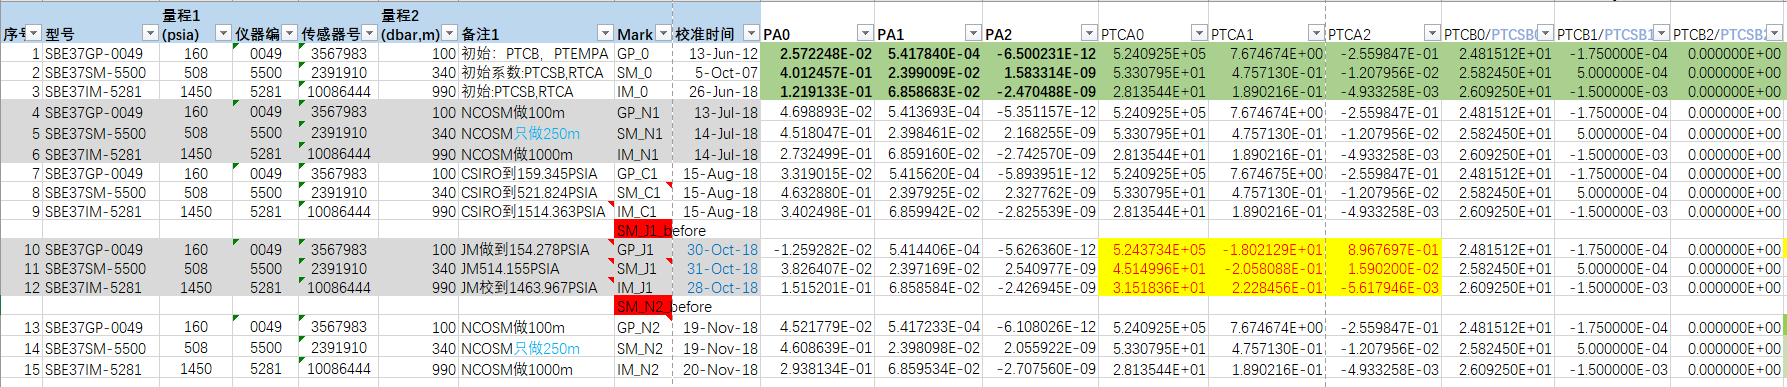 量程1 量程2
序号 型号 (psia) 仪器编 传感器号 (dbar,m) 备注1 Mark 校准时间 PA0 PA1 PA2 PTCA0 PTCA1 PTCA2 PTCB0/PTCSB0 PTCB1/PTCSB1 PTCB2/PTCSB2
1 SBE37GP-0049 160 0049 3567983 100 初始：PTCB，PTEMPA GP_0 13-Jun-12 2.572248E-02 5.417840E-04 -6.500231E-12 5.240925E+05 7.674674E+00 -2.559847E-01 2.481512E+01 -1.750000E-04 0.000000E+00
2 SBE37SM-5500 508 5500 2391910 340 初始系数:PTCSB,RTCA SM_0 5-Oct-07 4.012457E-01 2.399009E-02 1.583314E-09 5.330795E+01 4.757130E-01 -1.207956E-02 2.582450E+01 5.000000E-04 0.000000E+00
3 SBE37IM-5281 1450 5281 10086444 990 初始:PTCSB,RTCA IM_0 26-Jun-18 1.219133E-01 6.858683E-02 -2.470488E-09 2.813544E+01 1.890216E-01 -4.933258E-03 2.609250E+01 -1.500000E-03 0.000000E+00
4 SBE37GP-0049 160 0049 3567983 100 NCOSM做100m GP_N1 13-Jul-18 4.698893E-02 5.413693E-04 -5.351157E-12 5.240925E+05 7.674674E+00 -2.559847E-01 2.481512E+01 -1.750000E-04 0.000000E+00
5 SBE37SM-5500 508 5500 2391910 340 NCOSM只做250m SM_N1 14-Jul-18 4.518047E-01 2.398461E-02 2.168255E-09 5.330795E+01 4.757130E-01 -1.207956E-02 2.582450E+01 5.000000E-04 0.000000E+00
6 SBE37IM-5281 1450 5281 10086444 990 NCOSM做1000m IM_N1 14-Jul-18 2.732499E-01 6.859160E-02 -2.742570E-09 2.813544E+01 1.890216E-01 -4.933258E-03 2.609250E+01 -1.500000E-03 0.000000E+00
7 SBE37GP-0049 160 0049 3567983 100 CSIRO到159.345PSIA GP_C1 15-Aug-18 3.319015E-02 5.415620E-04 -5.893951E-12 5.240925E+05 7.674675E+00 -2.559847E-01 2.481512E+01 -1.750000E-04 0.000000E+00
8 SBE37SM-5500 508 5500 2391910 340 CSIRO到521.824PSIA SM_C1 15-Aug-18 4.632880E-01 2.397925E-02 2.327762E-09 5.330795E+01 4.757130E-01 -1.207956E-02 2.582450E+01 5.000000E-04 0.000000E+00
9 SBE37IM-5281 1450 5281 10086444 990 CSIRO到1514.363PSIA IM_C1 15-Aug-18 3.402498E-01 6.859942E-02 -2.825539E-09 2.813544E+01 1.890216E-01 -4.933258E-03 2.609250E+01 -1.500000E-03 0.000000E+00
SM_J1_before
10 SBE37GP-0049 160 0049 3567983 100 JM做到154.278PSIA GP_J1 30-Oct-18 -1.259282E-02 5.414406E-04 -5.626360E-12 5.243734E+05 -1.802129E+01 8.967697E-01 2.481512E+01 -1.750000E-04 0.000000E+00
11 SBE37SM-5500 508 5500 2391910 340 JM514.155PSIA SM_J1 31-Oct-18 3.826407E-02 2.397169E-02 2.540977E-09 4.514996E+01 -2.058088E-01 1.590200E-02 2.582450E+01 5.000000E-04 0.000000E+00
12 SBE37IM-5281 1450 5281 10086444 990 JM校到1463.967PSIA IM_J1 28-Oct-18 1.515201E-01 6.858584E-02 -2.426945E-09 3.151836E+01 2.228456E-01 -5.617946E-03 2.609250E+01 -1.500000E-03 0.000000E+00
SM_N2_before
13 SBE37GP-0049 160 0049 3567983 100 NCOSM做100m GP_N2 19-Nov-18 4.521779E-02 5.417233E-04 -6.108026E-12 5.240925E+05 7.674674E+00 -2.559847E-01 2.481512E+01 -1.750000E-04 0.000000E+00
14 SBE37SM-5500 508 5500 2391910 340 NCOSM只做250m SM_N2 19-Nov-18 4.608639E-01 2.398098E-02 2.055922E-09 5.330795E+01 4.757130E-01 -1.207956E-02 2.582450E+01 5.000000E-04 0.000000E+00
15 SBE37IM-5281 1450 5281 10086444 990 NCOSM做1000m IM_N2 20-Nov-18 2.938134E-01 6.859534E-02 -2.707560E-09 2.813544E+01 1.890216E-01 -4.933258E-03 2.609250E+01 -1.500000E-03 0.000000E+00